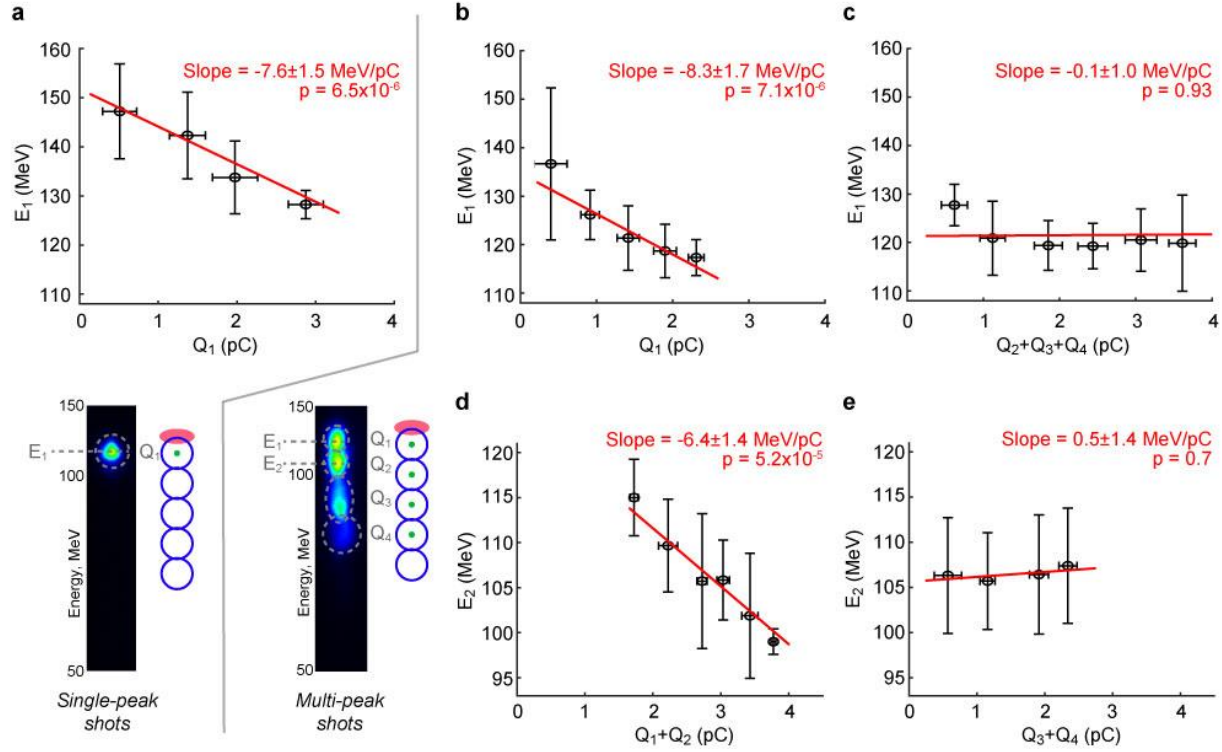 a
Slope = -7.6±1.5 MeV/pC
p = 6.5x10-6
E1 (MeV)
160
150
140
130
120
110
0 1 2 3 4
Q1 (pC)
b
Slope = -8.3±1.7 MeV/pC
p = 7.1x10-6
E1 (MeV)
160
150
140
130
120
110
0 1 2 3 4
Q1 (pC)
c
Slope = -0.1±1.0 MeV/pC
p = 0.93
E1 (MeV)
160
150
140
130
120
110
0 1 2 3 4
Q2+Q3+Q4 (pC)
150
E1
Q1
100
Energy, MeV
50
Single-peak
shots
150
E1
Q1
E2
Q2
100
Q3
Q4
Energy, MeV
50
Multi-peak
shots
d
Slope = -6.4±1.4 MeV/pC
p = 5.2x10-5
E2 (MeV)
120
115
110
105
100
95
0 1 2 3 4
Q1+Q2 (pC)
e
Slope = 0.5±1.4 MeV/pC
p = 0.7
E2 (MeV)
120
115
110
105
100
95
0 1 2 3 4
Q3+Q4 (pC)